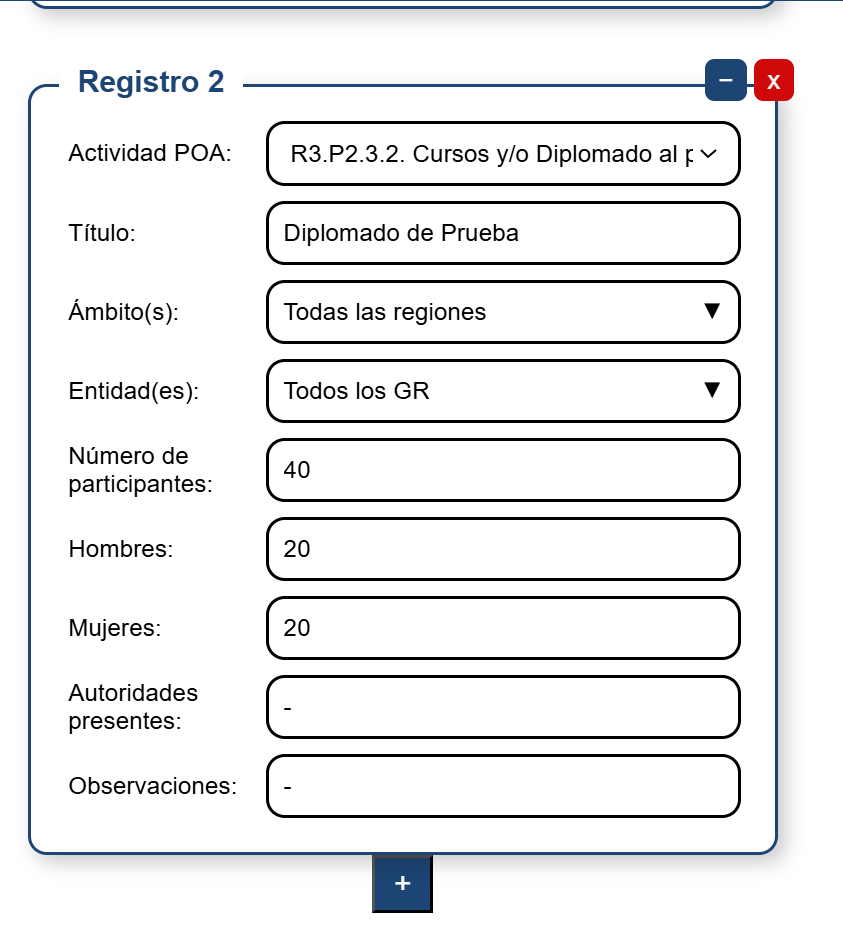 Registro 2
−
X
Actividad POA:
R3.P2.3.2. Cursos y/o Diplomado al
Título:
Diplomado de Prueba
Ámbito(s):
Todas las regiones
▼
Entidad(es):
Todos los GR
▼
Número de
participantes:
40
Hombres:
20
Mujeres:
20
Autoridades
presentes:
-
Observaciones:
-
+